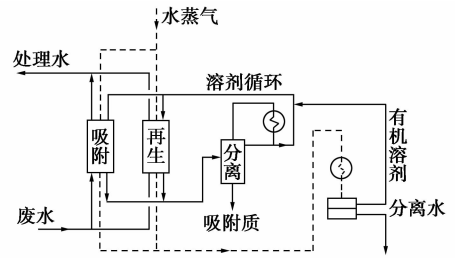 水蒸气
处理水
溶剂循环
吸附
再生
分离
有机溶剂
废水
吸附质
分离水